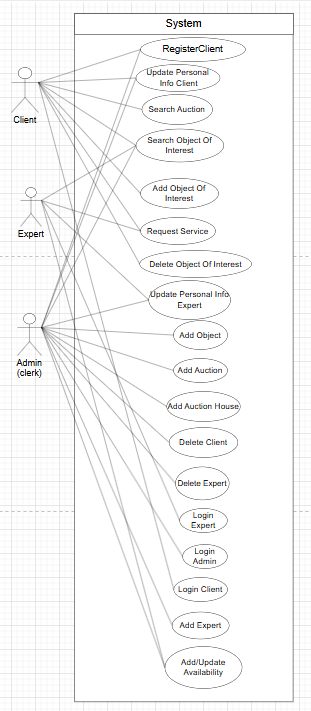 System
RegisterClient
Update Personal
Info Client
Search Auction
Client
Search Object Of
Interest
Add Object Of
Interest
Expert
Request Service
Delete Object Of Interest
Update Personal Info
Expert
Add Object
Admin
(clerk)
Add Auction
Add Auction House
Delete Client
Delete Expert
Login
Expert
Login
Admin
Login Client
Add Expert
Add/Update
Availability